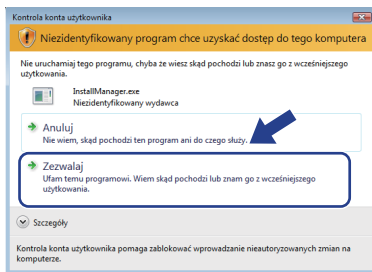 Kontrola konta użytkownika
Niezidentyfikowany program chce uzyskać dostęp do tego komputera
Nie uruchamiaj tego programu, chyba że wiesz skąd pochodzi lub znasz go z wcześniejszego
użytkowania.
InstallManager.exe
Niezidentyfikowany wydawca
Anuluj
Nie wiem, skąd pochodzi ten program ani do czego służy.
Zezwalaj
Ufam temu programowi. Wiem skąd pochodzi lub znam go z wcześniejszego
użytkowania.
Szczegóły
Kontrola konta użytkownika pomaga zablokować wprowadzanie nieautoryzowanych zmian na
komputerze.